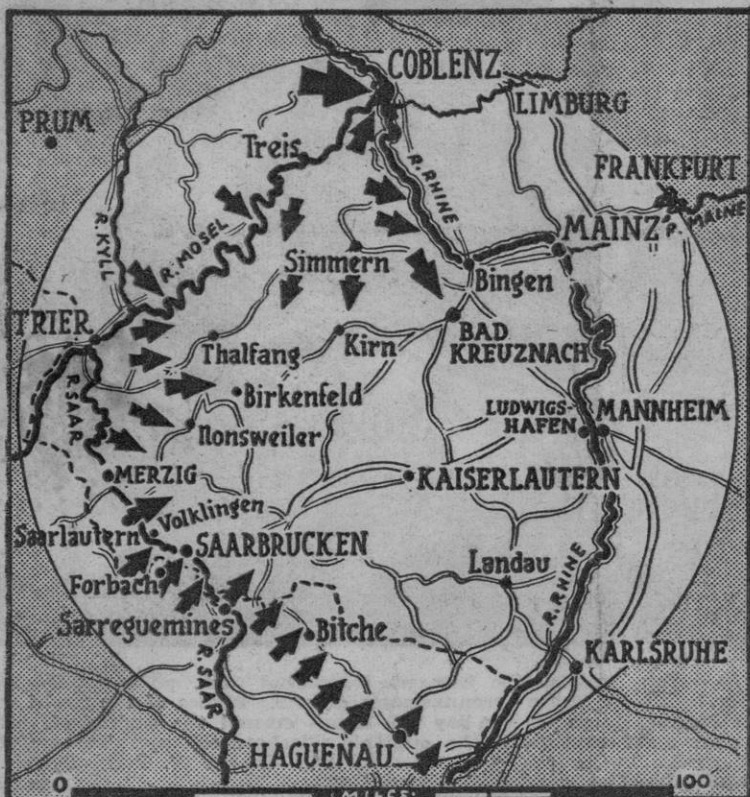 COBLENZ
LIMBURG
PRUM
Treis
FRANKFURT
R. RHINE
R. MAINE
R. KYLL
R. MOSEL
MAINZ
Simmern
Bingen
TRIER
Thalfang
Kirn
BAD
KREUZNACH
R. SAAR
Birkenfeld
LUDWIGS-
HAFEN
MANNHEIM
Nonsweiler
MERZIG
KAISERLAUTERN
Volklingen
Saarlautern
SAARBRUCKEN
Landau
Forbach
R. RHINE
Sarreguemines
Bitche
R. SAAR
KARLSRUHE
HAGUENAU
0 MILES 100